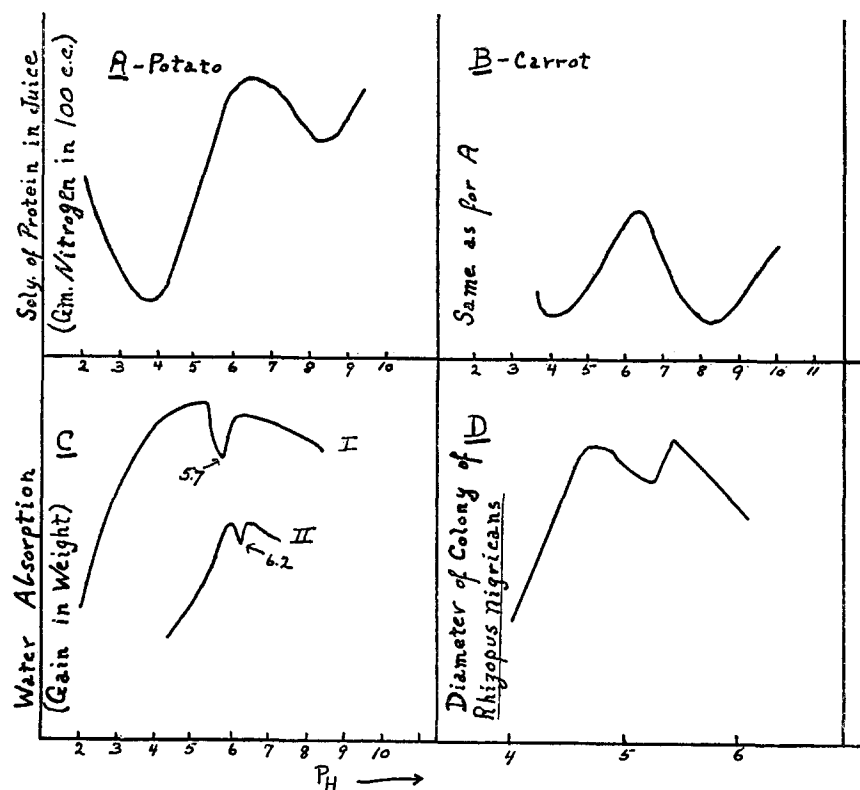 A-Potato
Soly. of Protein in Juice
(Gm. Nitrogen in 100 c.c.)
2 3 4 5 6 7 8 9 10
B-Carrot
Same as for A
2 3 4 5 6 7 8 9 10 11
C
Water Absorption
(Gain in Weight)
I
5.7
II
6.2
2 3 4 5 6 7 8 9 10
PH
D
Diameter of Colony of
Rhizopus Nigricans
4 5 6